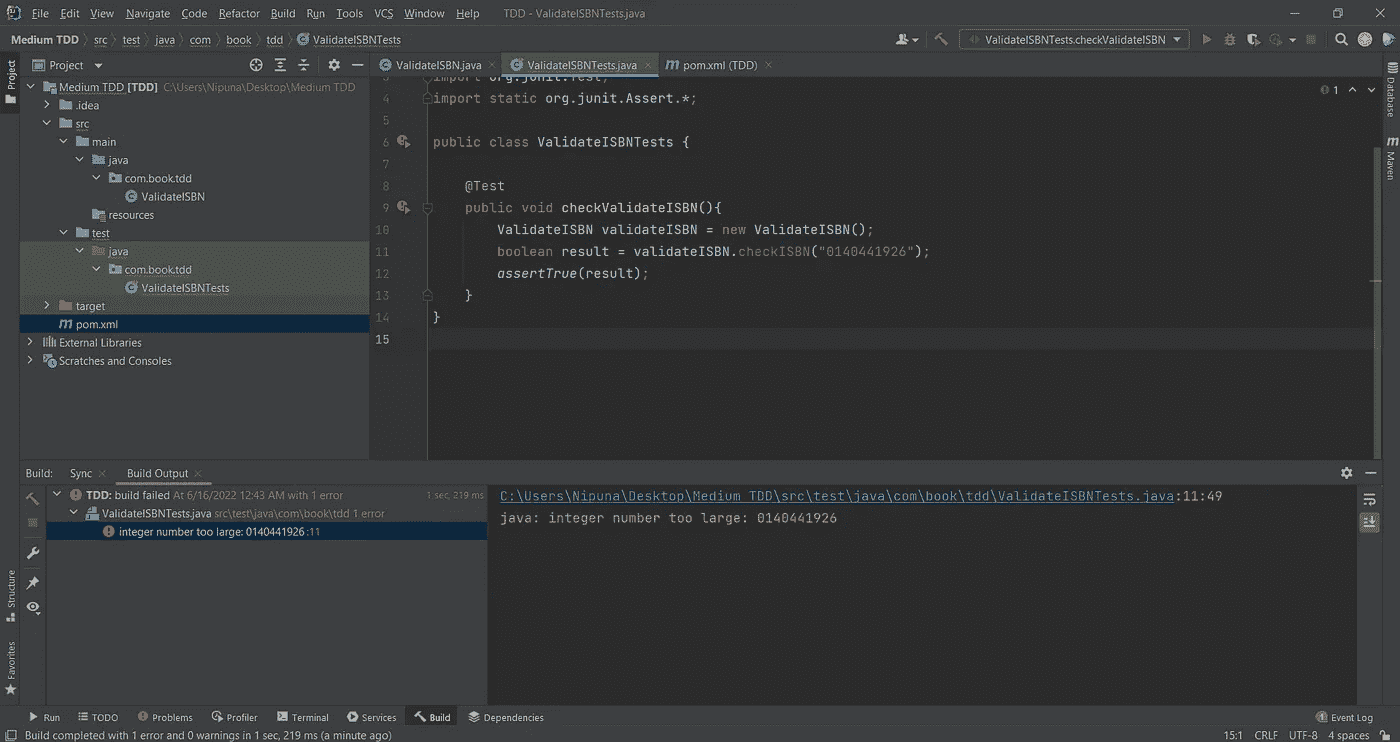 File Edit View Navigate Code Refactor Build Run Tools VCS Window Help TDD - ValidateISBNTests.java
Medium TDD src test java com book tdd ValidateISBNTests ValidateISBNTests.checkValidateISBN
Project
Project
ValidateISBN.java ValidateISBNTests.java pom.xml (TDD)
Medium TDD [TDD] C:\Users\Nipuna\Desktop\Medium TDD
.idea
src
main
java
com.book.tdd
ValidateISBN
resources
test
java
com.book.tdd
ValidateISBNTests
target
pom.xml
External Libraries
Scratches and Consoles
3 import org.junit.Test;
4 import static org.junit.Assert.*;
5
6 public class ValidateISBNTests {
7
8 @Test
9 public void checkValidateISBN(){
10 ValidateISBN validateISBN = new ValidateISBN();
11 boolean result = validateISBN.checkISBN("0140441926");
12 assertTrue(result);
13 }
14 }
15
1
Database
Maven
Build: Sync Build Output
TDD: build failed At 6/16/2022 12:43 AM with 1 error 1 sec, 219 ms
ValidateISBNTests.java src\test\java\com\book\tdd 1 error
integer number too large: 0140441926 :11
C:\Users\Nipuna\Desktop\Medium TDD\src\test\java\com\book\tdd\ValidateISBNTests.java:11:49
java: integer number too large: 0140441926
Structure
Favorites
Run TODO Problems Profiler Terminal Services Build Dependencies 1 Event Log
Build completed with 1 error and 0 warnings in 1 sec, 219 ms (a minute ago) 15:1 CRLF UTF-8 4 spaces